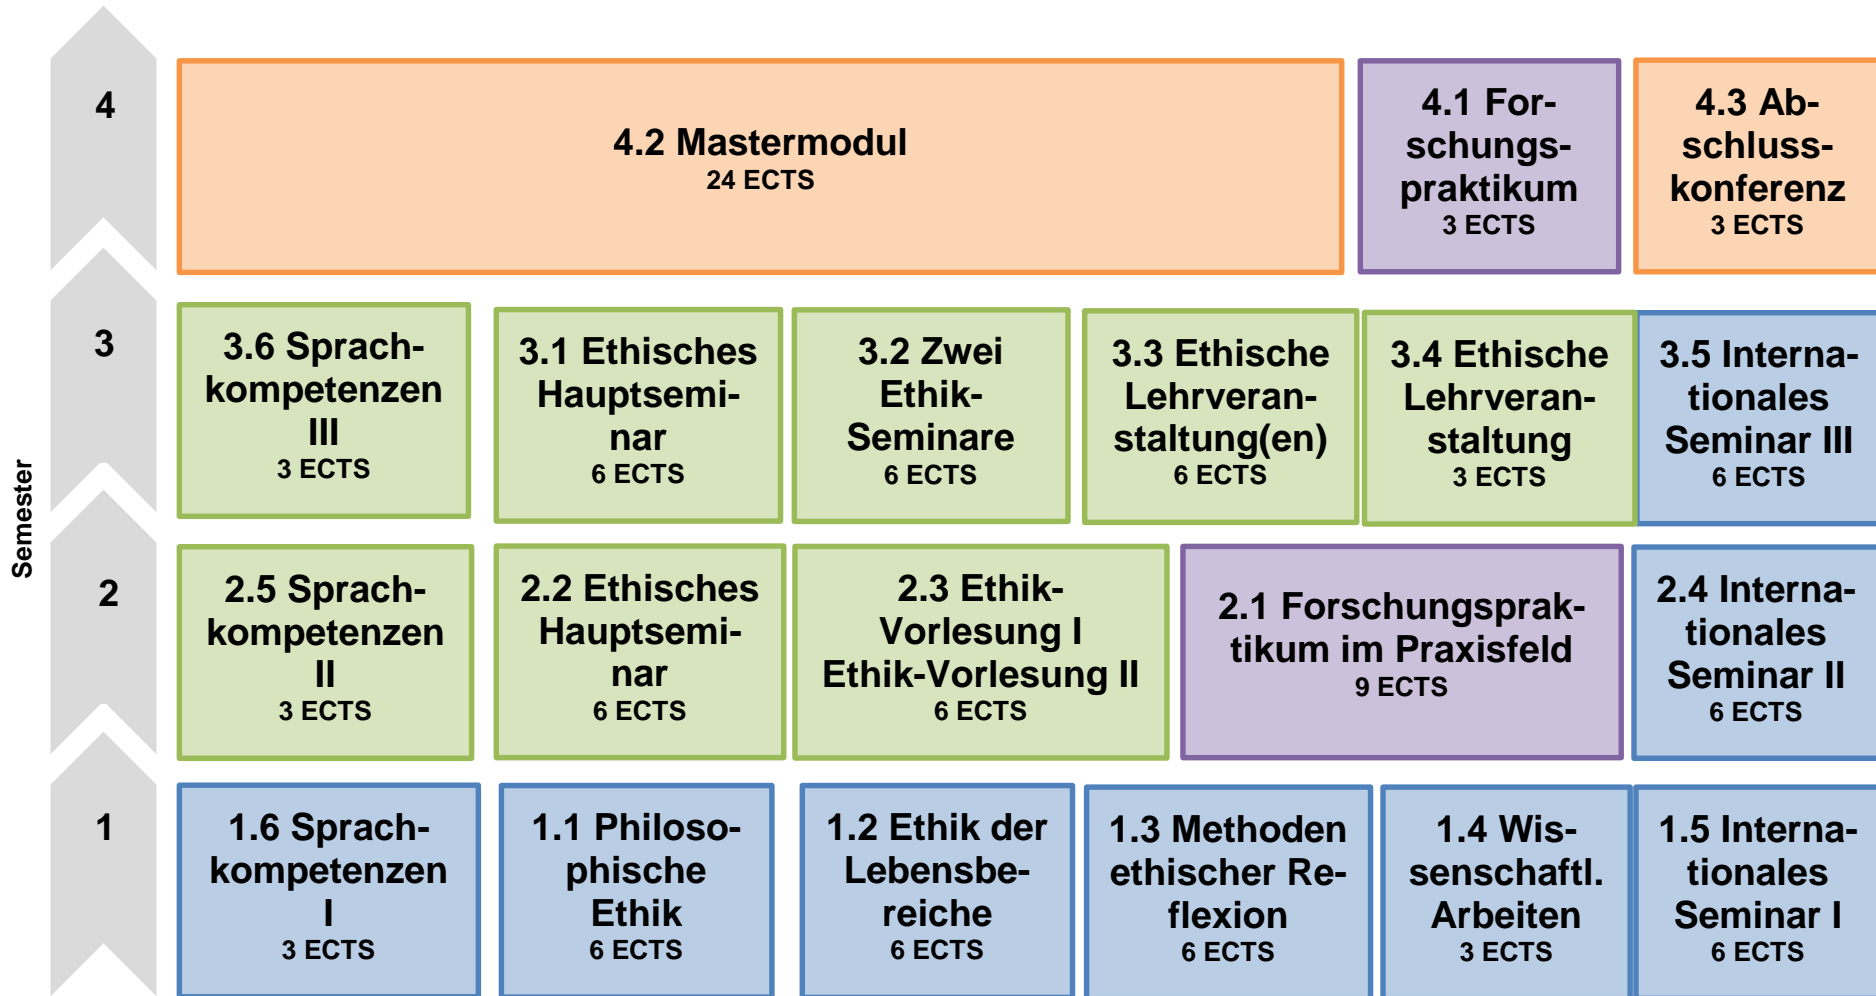 Semester
4
4.2 Mastermodul
24 ECTS
4.1 For-
schungs-
praktikum
3 ECTS
4.3 Ab-
schluss-
konferenz
3 ECTS
3
3.6 Sprach-
kompetenzen
III
3 ECTS
3.1 Ethisches
Hauptsemi-
nar
6 ECTS
3.2 Zwei
Ethik-
Seminare
6 ECTS
3.3 Ethische
Lehrveran-
staltung(en)
6 ECTS
3.4 Ethische
Lehrveran-
staltung
3 ECTS
3.5 Interna-
tionales
Seminar III
6 ECTS
2
2.5 Sprach-
kompetenzen
II
3 ECTS
2.2 Ethisches
Hauptsemi-
nar
6 ECTS
2.3 Ethik-
Vorlesung I
Ethik-Vorlesung II
6 ECTS
2.1 Forschungsprak-
tikum im Praxisfeld
9 ECTS
2.4 Interna-
tionales
Seminar II
6 ECTS
1
1.6 Sprach-
kompetenzen
I
3 ECTS
1.1 Philoso-
phische
Ethik
6 ECTS
1.2 Ethik der
Lebensbe-
reiche
6 ECTS
1.3 Methoden
ethischer Re-
flexion
6 ECTS
1.4 Wis-
senschaftl.
Arbeiten
3 ECTS
1.5 Interna-
tionales
Seminar I
6 ECTS